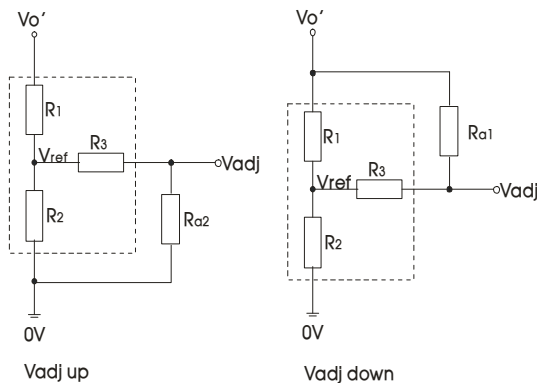 Vo'
R1
R3
Vref
Vadj
R2
Ra2
0V
Vadj up
Vo'
R1
Ra1
R3
Vref
Vadj
R2
0V
Vadj down